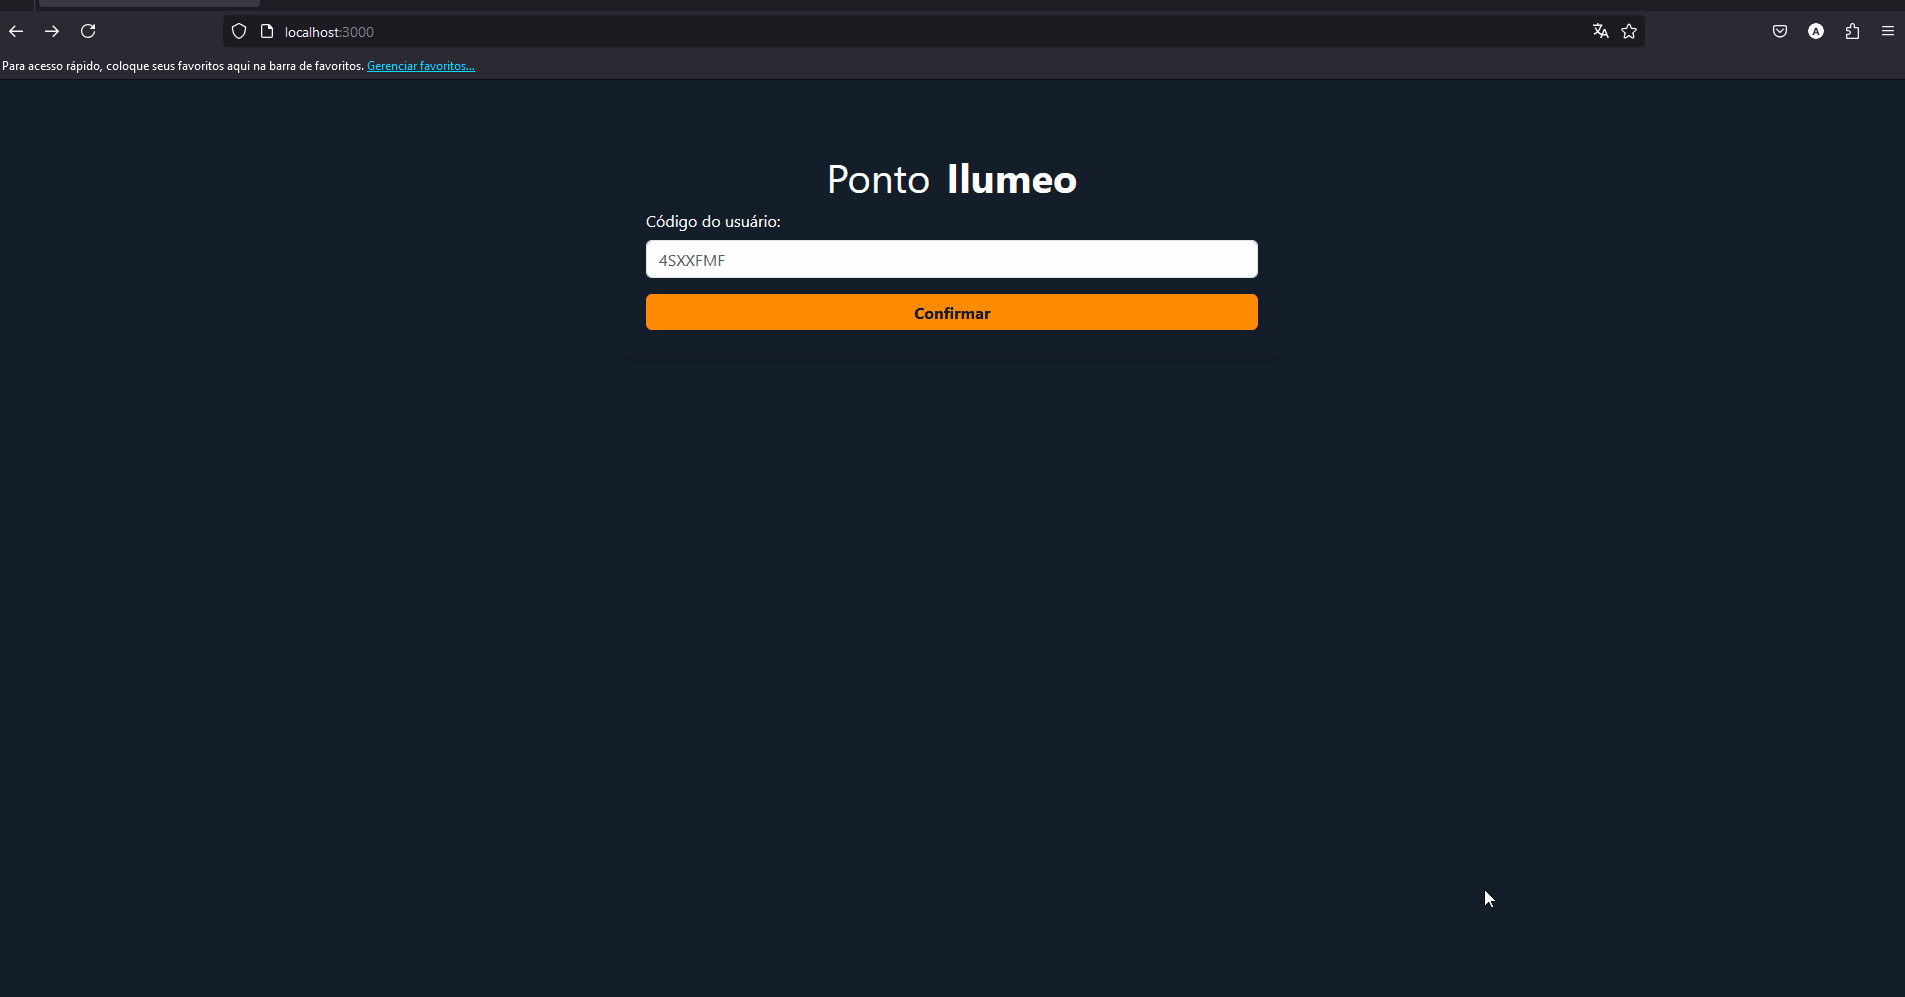 localhost:3000
A
Para acesso rápido, coloque seus favoritos aqui na barra de favoritos. Gerenciar favoritos...
Ponto Ilumeo
Código do usuário:
4SXXFMF
Confirmar